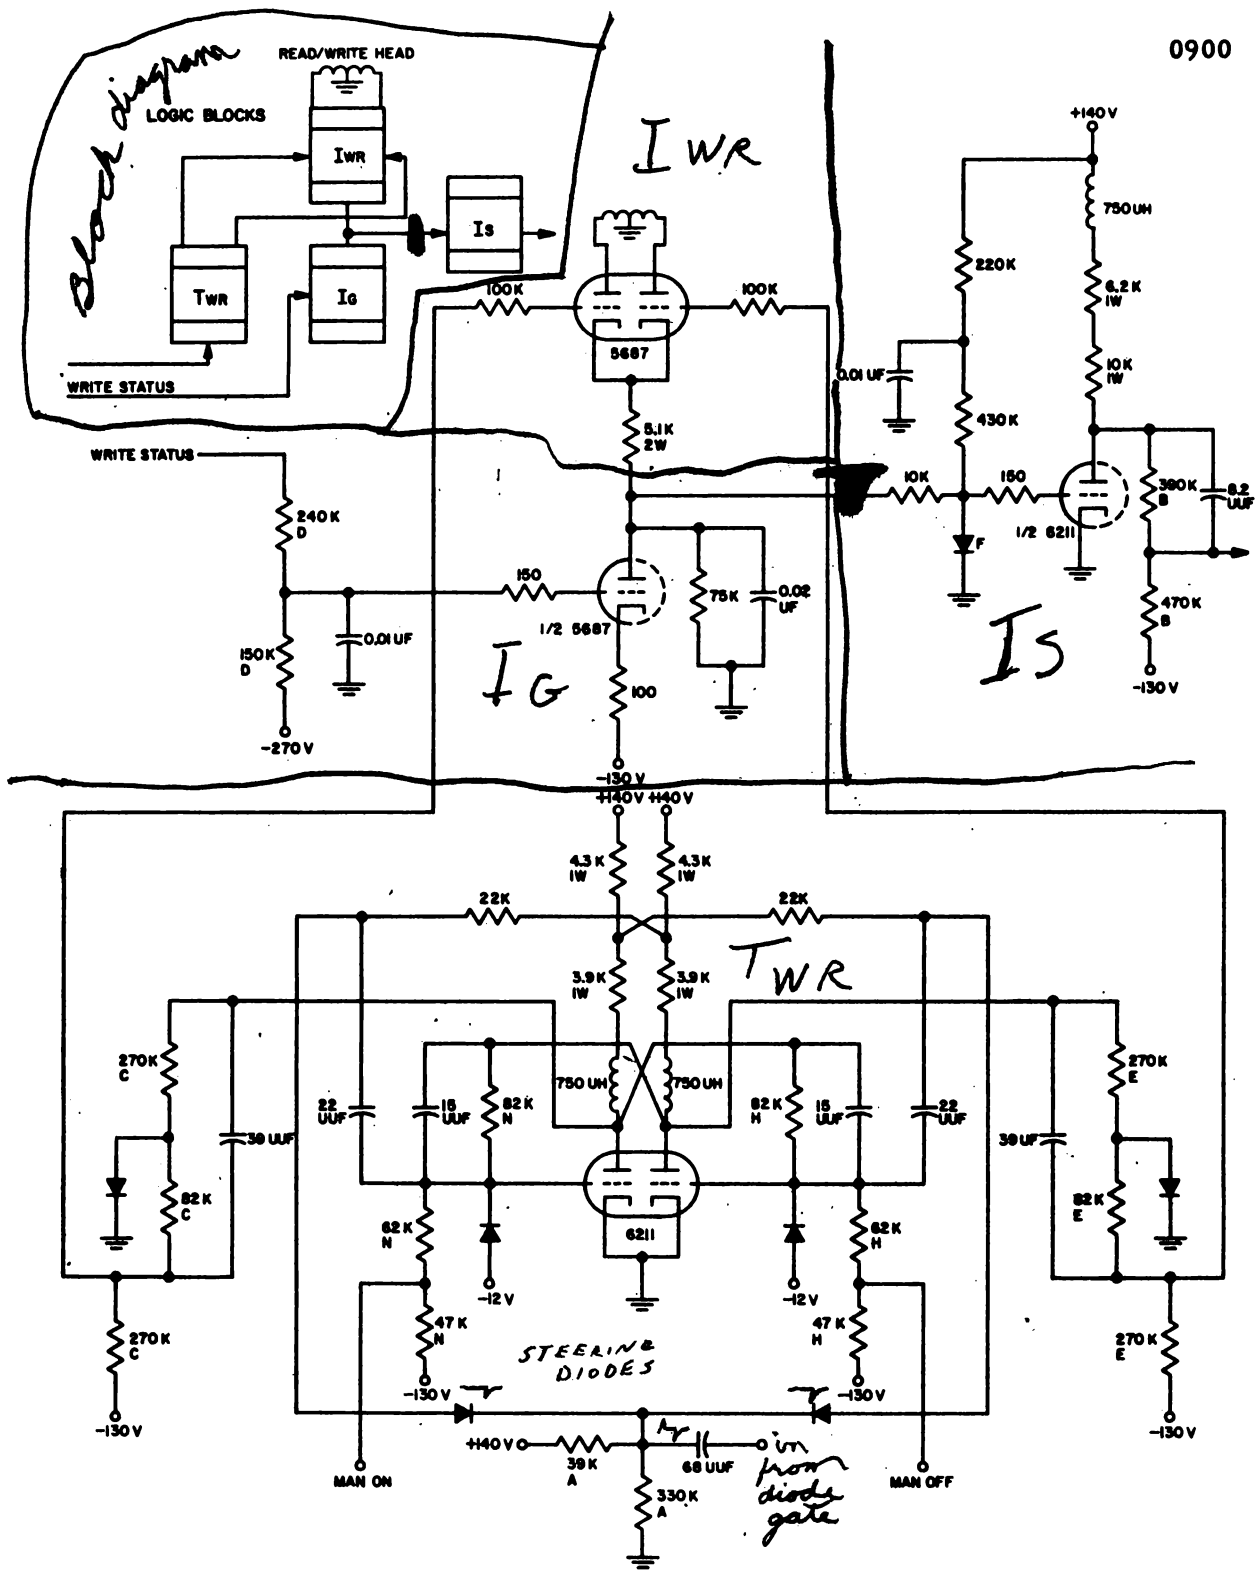 0900
Block diagram
READ/WRITE HEAD
LOGIC BLOCKS
IWR
IS
TWR
IG
WRITE STATUS
I WR
100K
100K
5687
5.1K
2W
WRITE STATUS
240K
D
150K
D
0.01UF
-270V
150
1/2 5687
75K
0.02
UF
100
-130V
IG
+140V
750UH
220K
6.2K
1W
10K
1W
0.01UF
430K
10K
150
F
1/2 6211
390K
B
8.2
UUF
470K
B
-130V
IS
+140V +140V
4.3K
1W
4.3K
1W
22K
22K
3.9K
1W
3.9K
1W
TWR
270K
C
270K
E
750UH
750UH
22
UUF
15
UUF
82K
N
82K
H
15
UUF
22
UUF
39UUF
39UF
82K
C
82K
E
62K
N
62K
H
6211
-12V
-12V
270K
C
47K
N
47K
H
270K
E
STEERING
DIODES
-130V
-130V
-130V
-130V
+140V
39K
A
68UUF
in
from
diode
gate
MAN ON
MAN OFF
330K
A